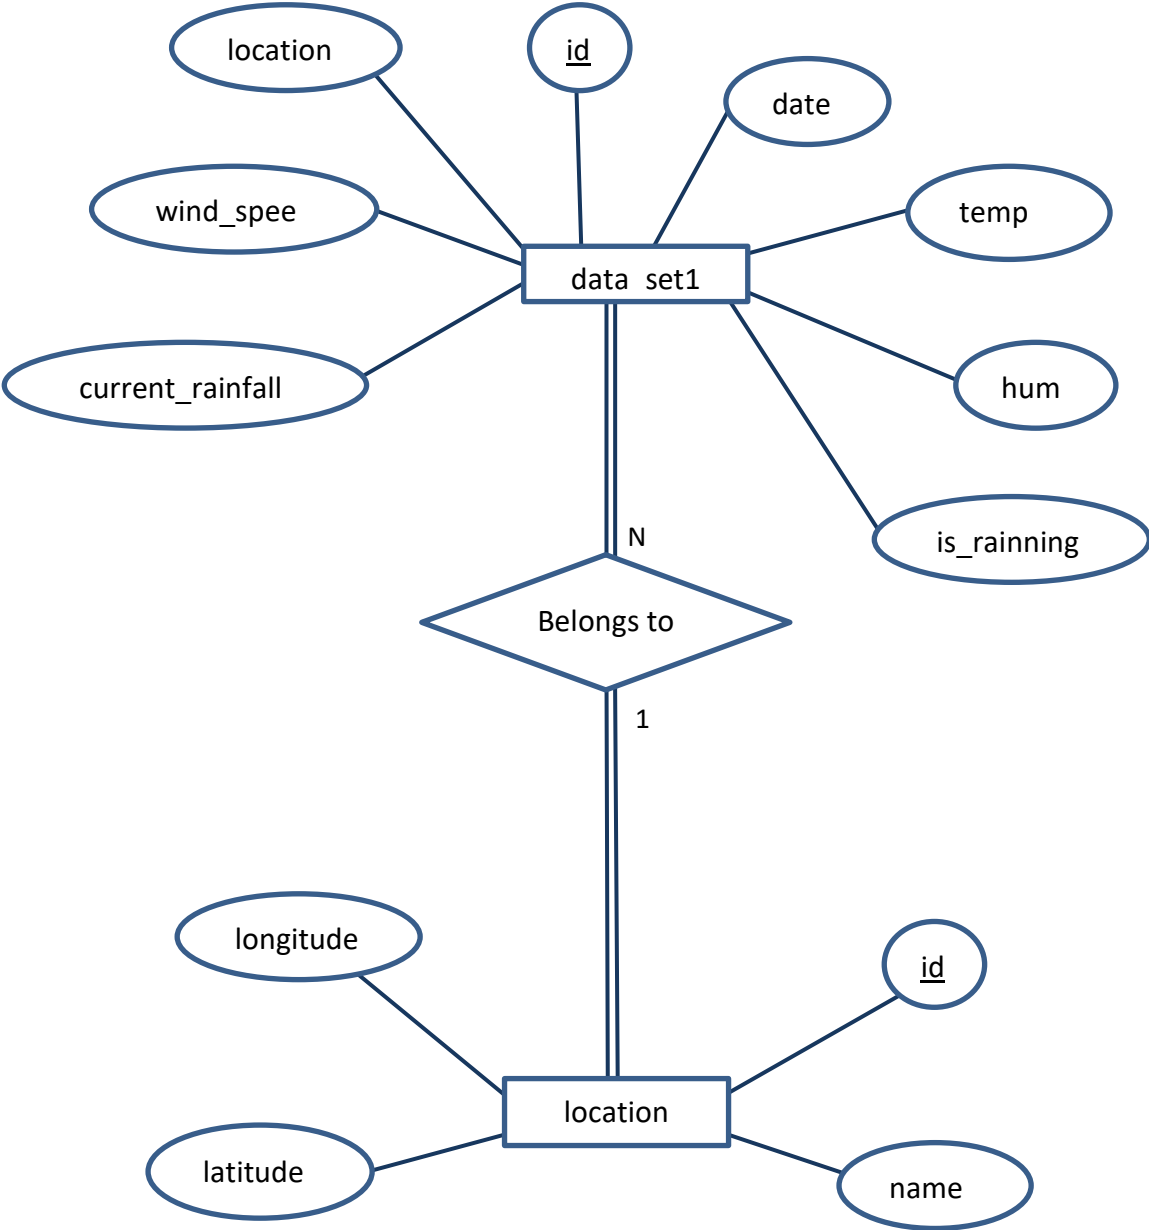 location
id
date
wind_spee
temp
data set1
current_rainfall
hum
N
is_rainning
Belongs to
1
longitude
id
location
latitude
name